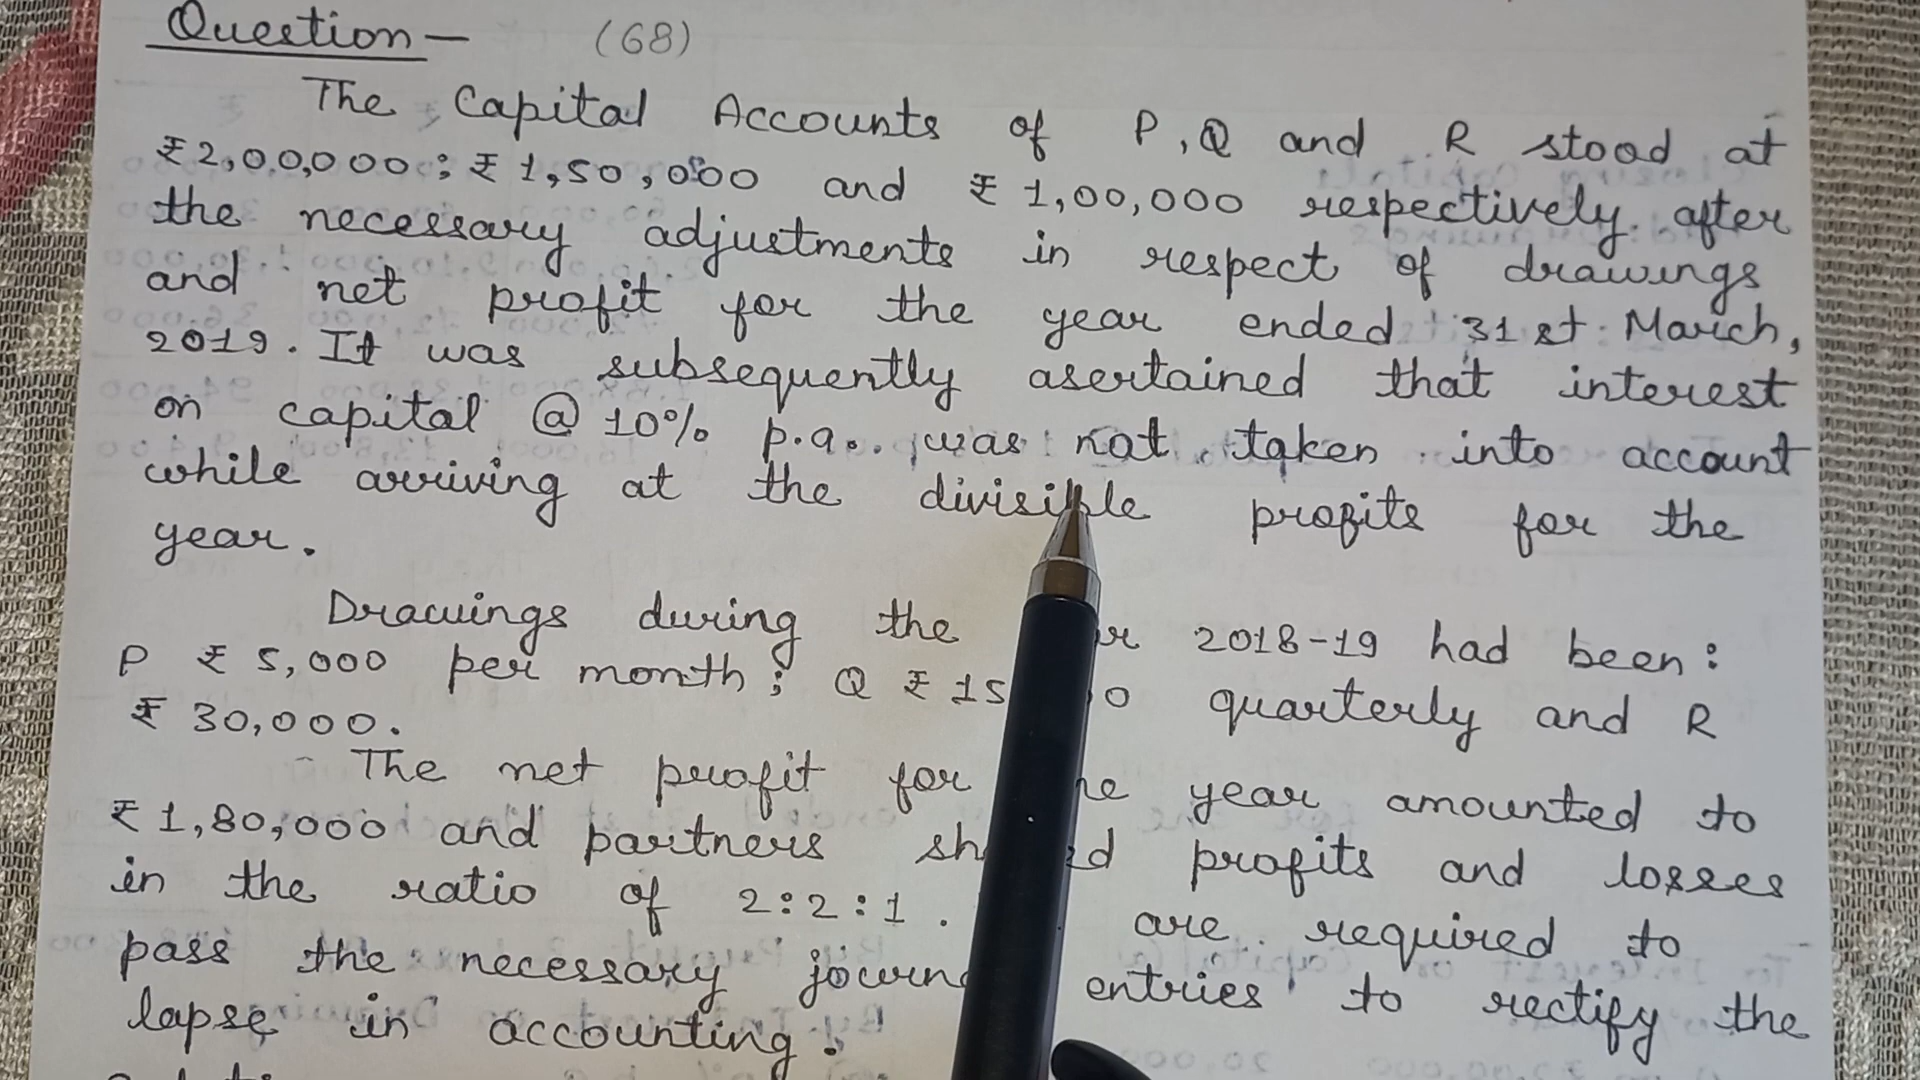 Question — (68)
The Capital Accounts of P, Q and R stood at
₹2,00,000; ₹1,50,000 and ₹1,00,000 respectively after
the necessary adjustments in respect of drawings
and net profit for the year ended 31st March,
2019. It was subsequently asertained that interest
on capital @ 10% p.a. was not taken into account
while arriving at the divisible profits for the
year.
Drawings during the 2018-19 had been:
P ₹5,000 per month; Q quarterly and R
₹30,000.
The net profit for year amounted to
₹1,80,000 and partners profits and losses
in the ratio of 2:2:1. are required to
pass the necessary entries to rectify the
lapse in accounting.